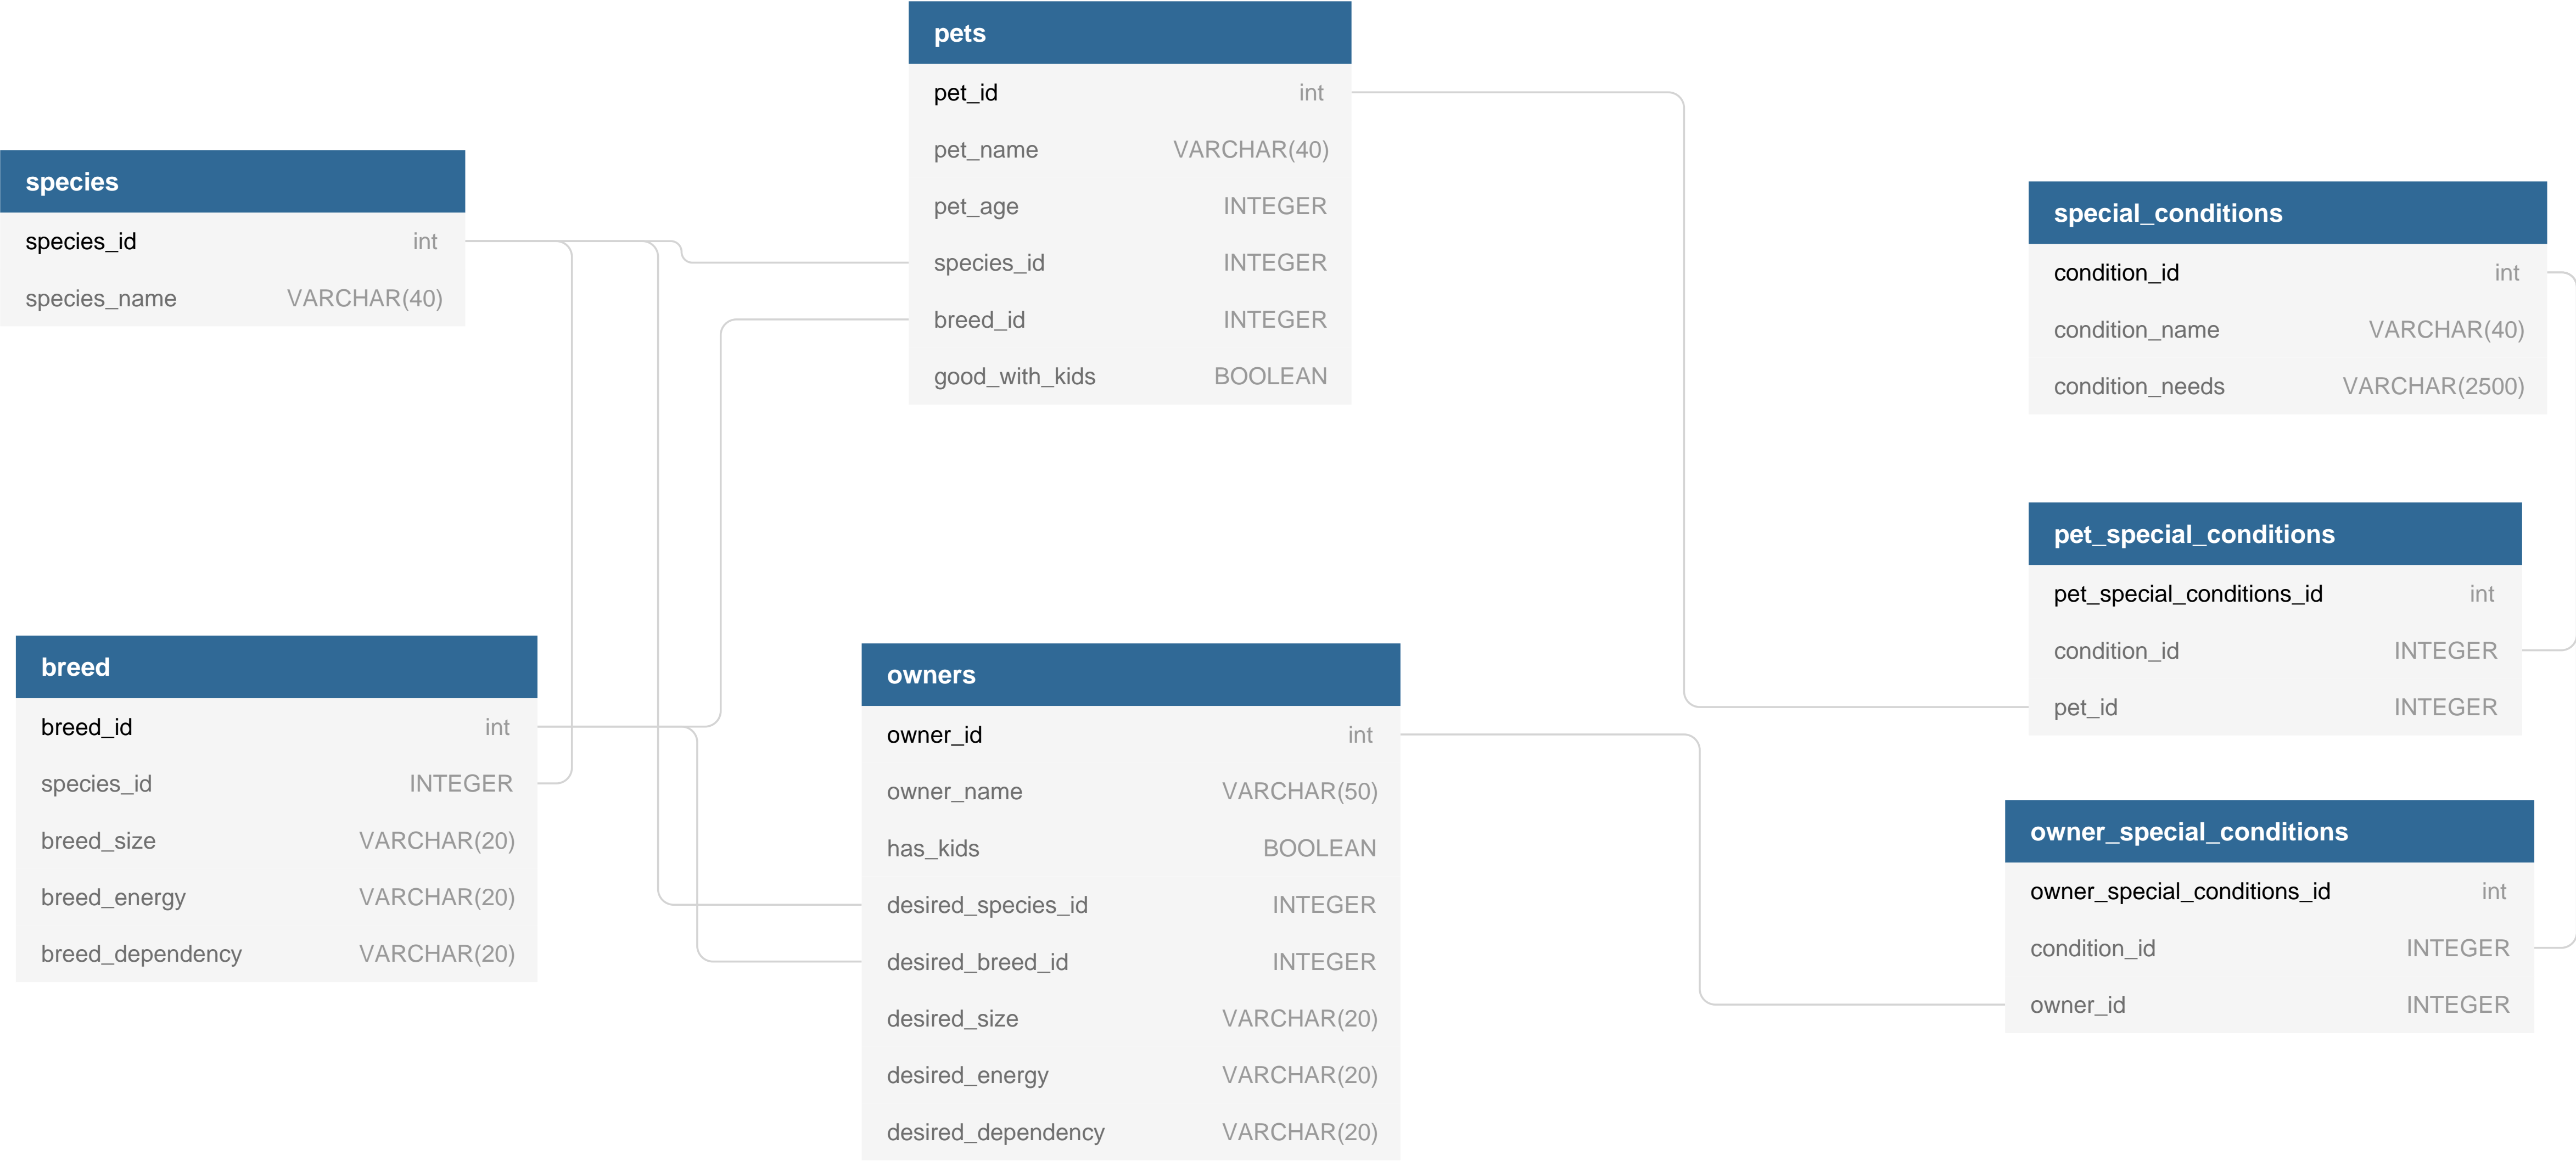 pets
pet_id int
pet_name VARCHAR(40)
pet_age INTEGER
species_id INTEGER
breed_id INTEGER
good_with_kids BOOLEAN
species
species_id int
species_name VARCHAR(40)
special_conditions
condition_id int
condition_name VARCHAR(40)
condition_needs VARCHAR(2500)
pet_special_conditions
pet_special_conditions_id int
condition_id INTEGER
pet_id INTEGER
breed
breed_id int
species_id INTEGER
breed_size VARCHAR(20)
breed_energy VARCHAR(20)
breed_dependency VARCHAR(20)
owners
owner_id int
owner_name VARCHAR(50)
has_kids BOOLEAN
desired_species_id INTEGER
desired_breed_id INTEGER
desired_size VARCHAR(20)
desired_energy VARCHAR(20)
desired_dependency VARCHAR(20)
owner_special_conditions
owner_special_conditions_id int
condition_id INTEGER
owner_id INTEGER